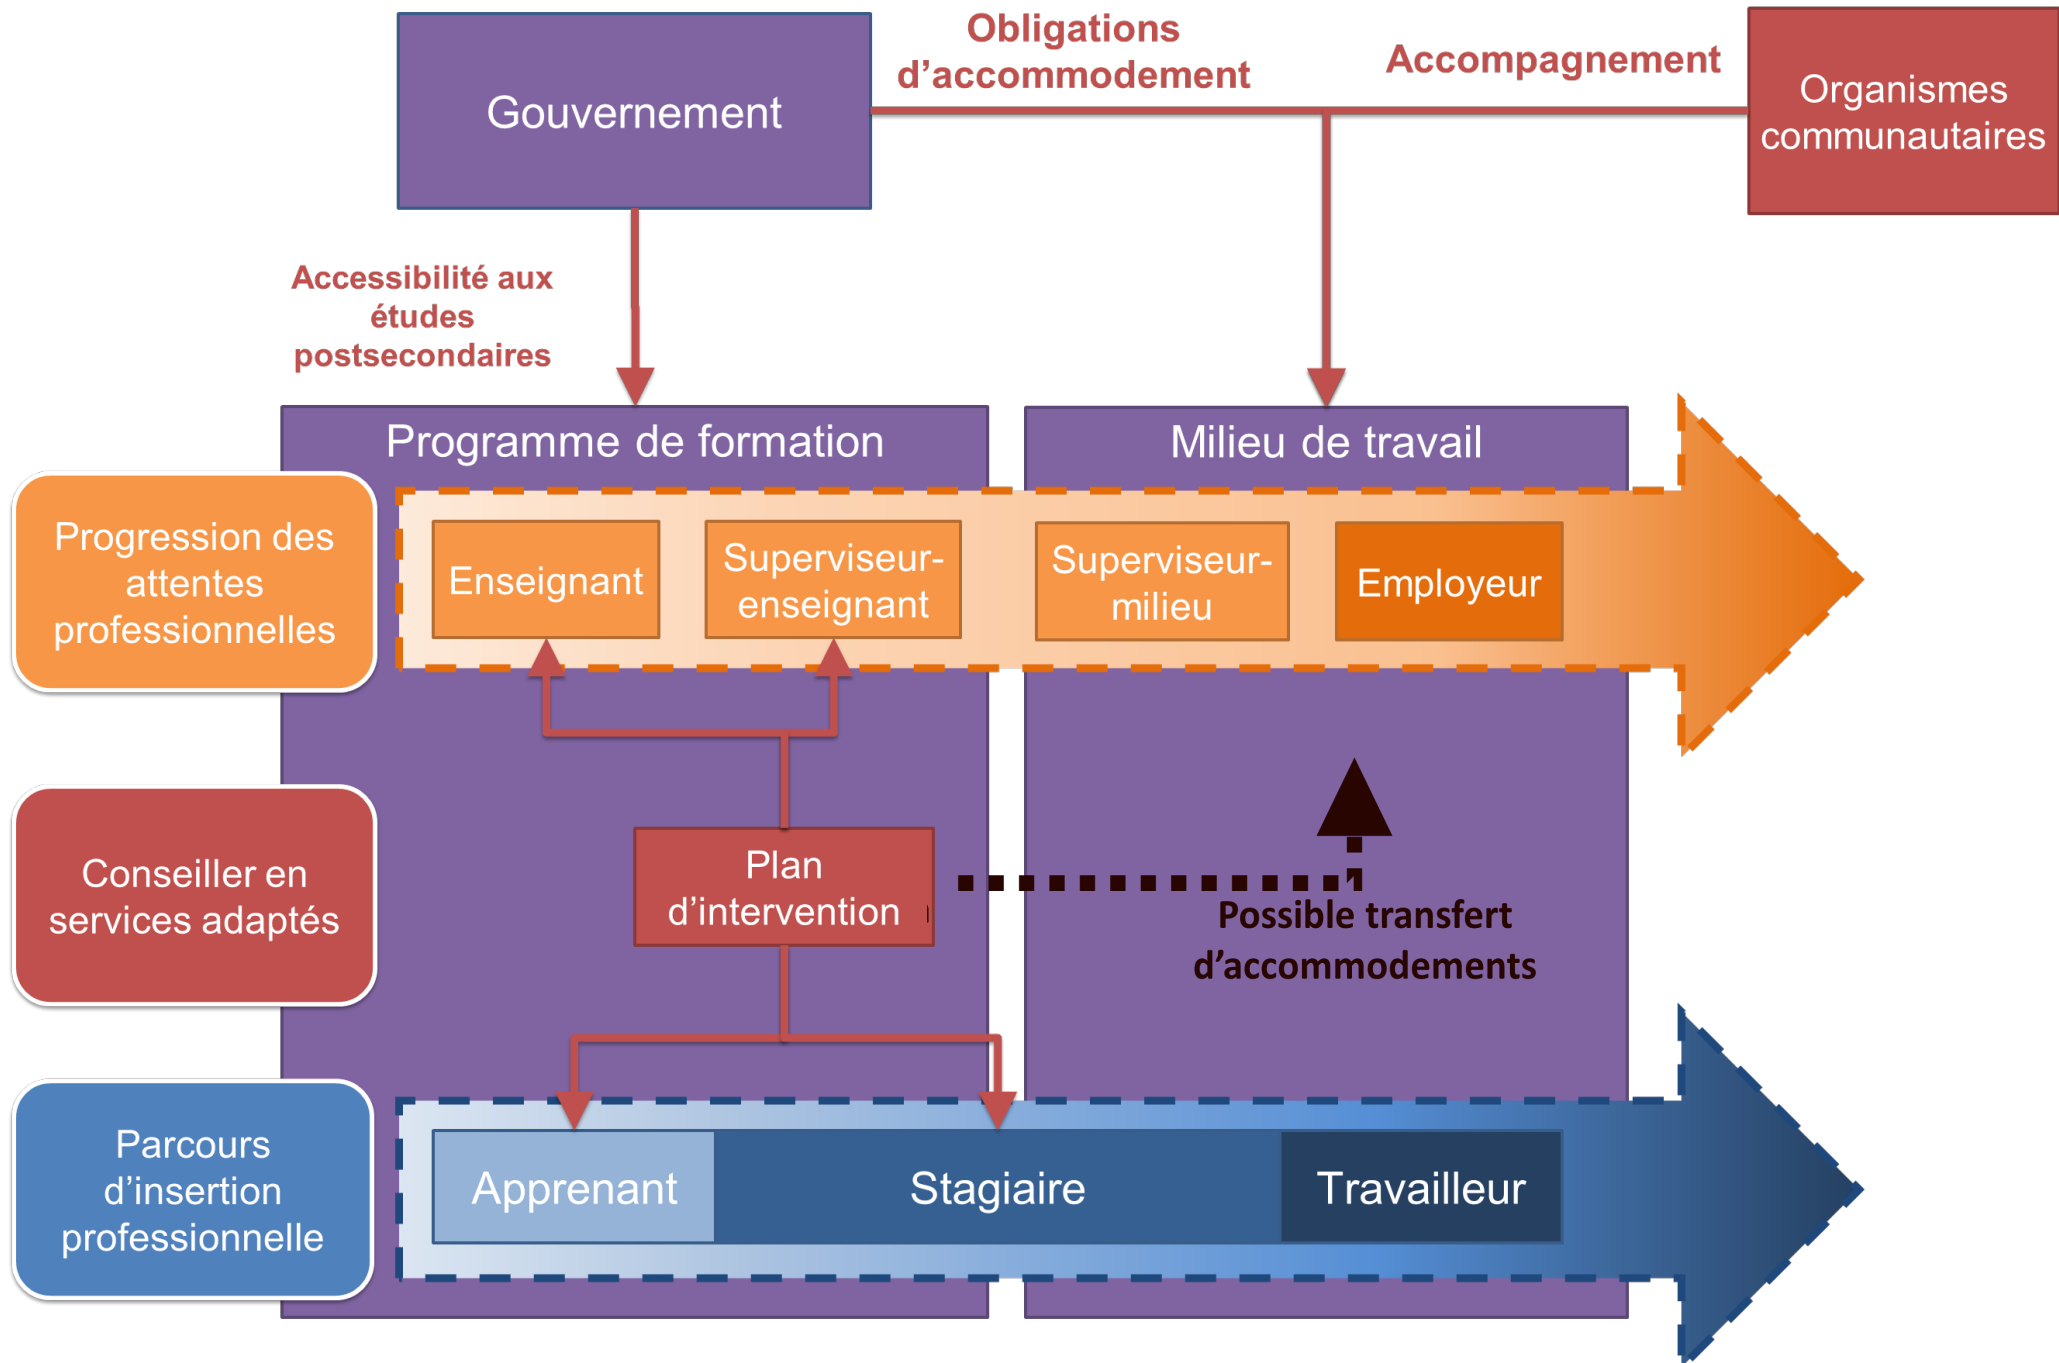 Gouvernement
Obligations
d’accommodement
Accompagnement
Organismes
communautaires
Accessibilité aux
études
postsecondaires
Programme de formation
Milieu de travail
Progression des
attentes
professionnelles
Enseignant
Superviseur-
enseignant
Superviseur-
milieu
Employeur
Conseiller en
services adaptés
Plan
d’intervention
Possible transfert
d’accommodements
Parcours
d’insertion
professionnelle
Apprenant
Stagiaire
Travailleur